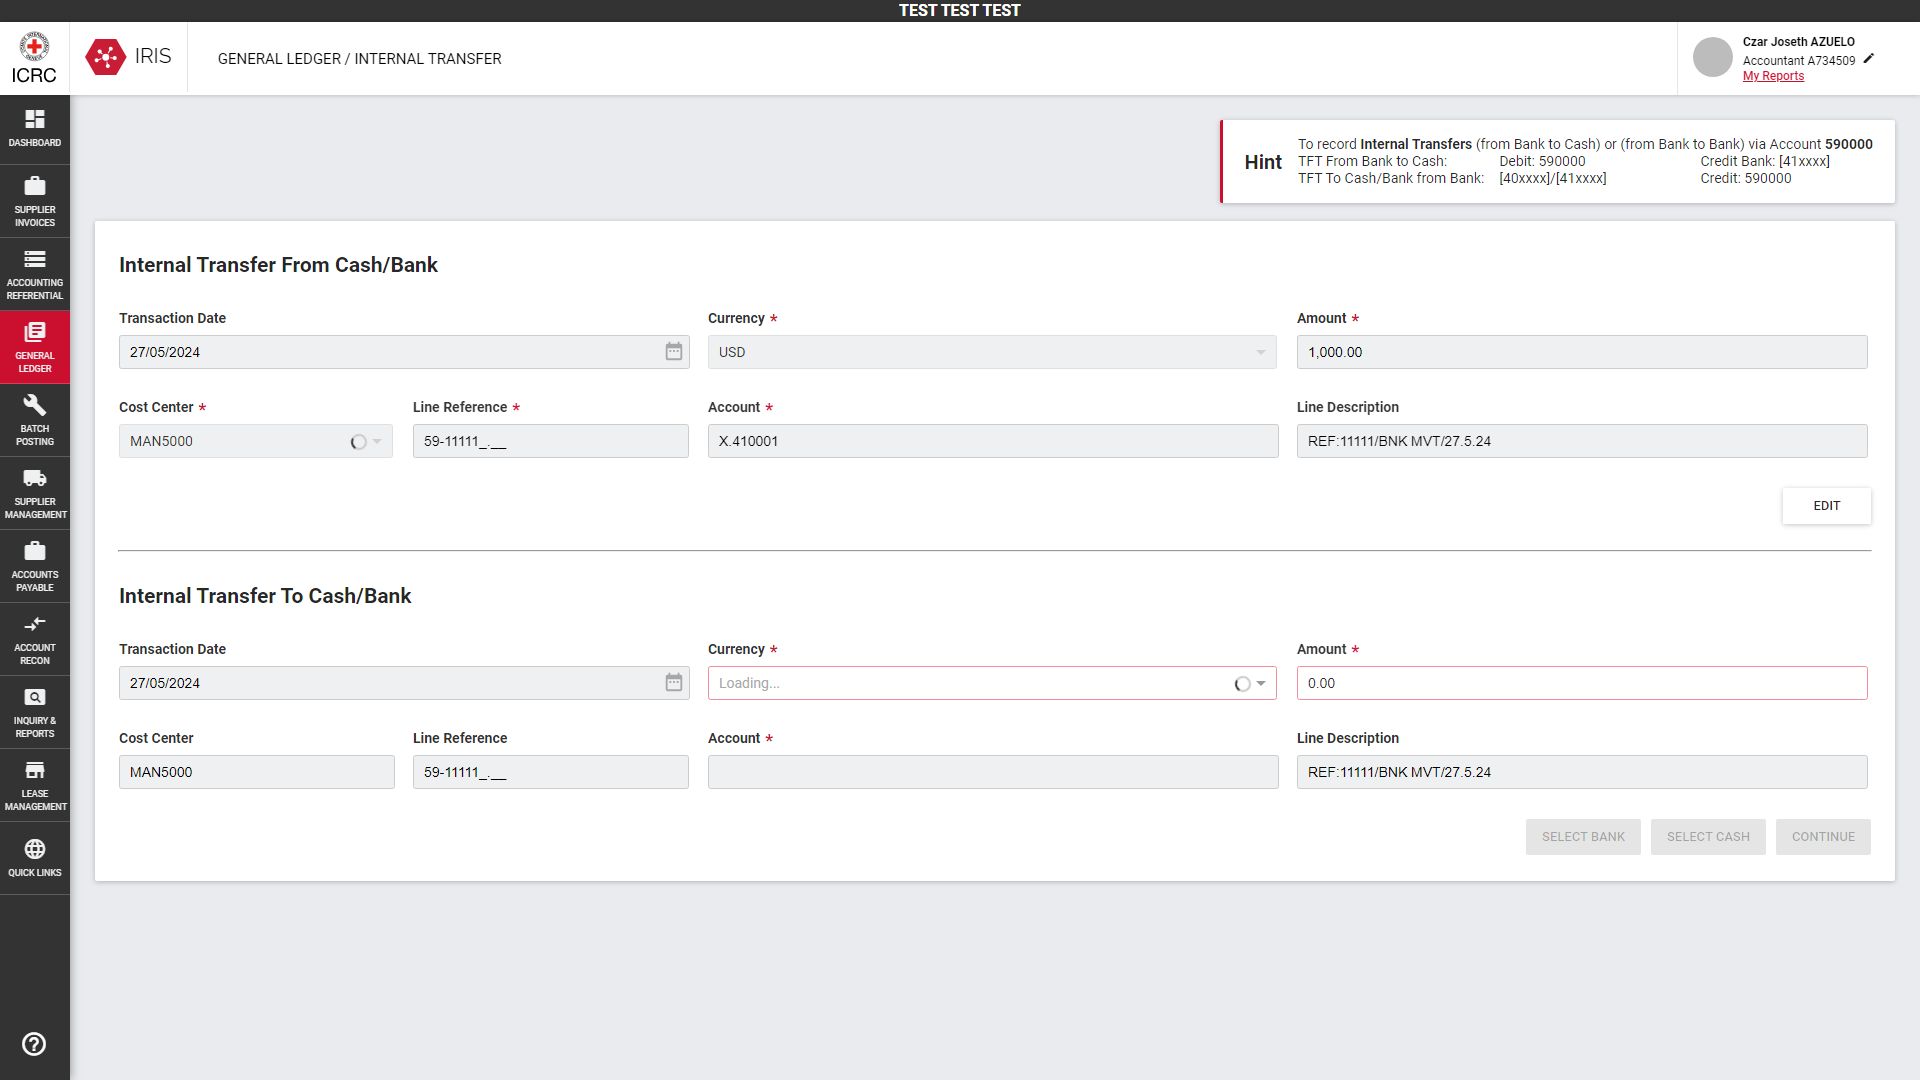 TEST TEST TEST
ICRC
IRIS
GENERAL LEDGER / INTERNAL TRANSFER
Czar Joseth AZUELO
Accountant A734509
My Reports
DASHBOARD
SUPPLIER
INVOICES
ACCOUNTING
REFERENTIAL
GENERAL
LEDGER
BATCH
POSTING
SUPPLIER
MANAGEMENT
ACCOUNTS
PAYABLE
ACCOUNT
RECON
INQUIRY &
REPORTS
LEASE
MANAGEMENT
QUICK LINKS
Hint
To record Internal Transfers (from Bank to Cash) or (from Bank to Bank) via Account 590000
TFT From Bank to Cash: Debit: 590000 Credit Bank: [41xxxx]
TFT To Cash/Bank from Bank: [40xxxx]/[41xxxx] Credit: 590000
Internal Transfer From Cash/Bank
Transaction Date Currency * Amount *
27/05/2024 USD 1,000.00
Cost Center * Line Reference * Account * Line Description
MAN5000 59-11111_.__ X.410001 REF:11111/BNK MVT/27.5.24
EDIT
Internal Transfer To Cash/Bank
Transaction Date Currency * Amount *
27/05/2024 Loading... 0.00
Cost Center Line Reference Account * Line Description
MAN5000 59-11111_.__ REF:11111/BNK MVT/27.5.24
SELECT BANK SELECT CASH CONTINUE